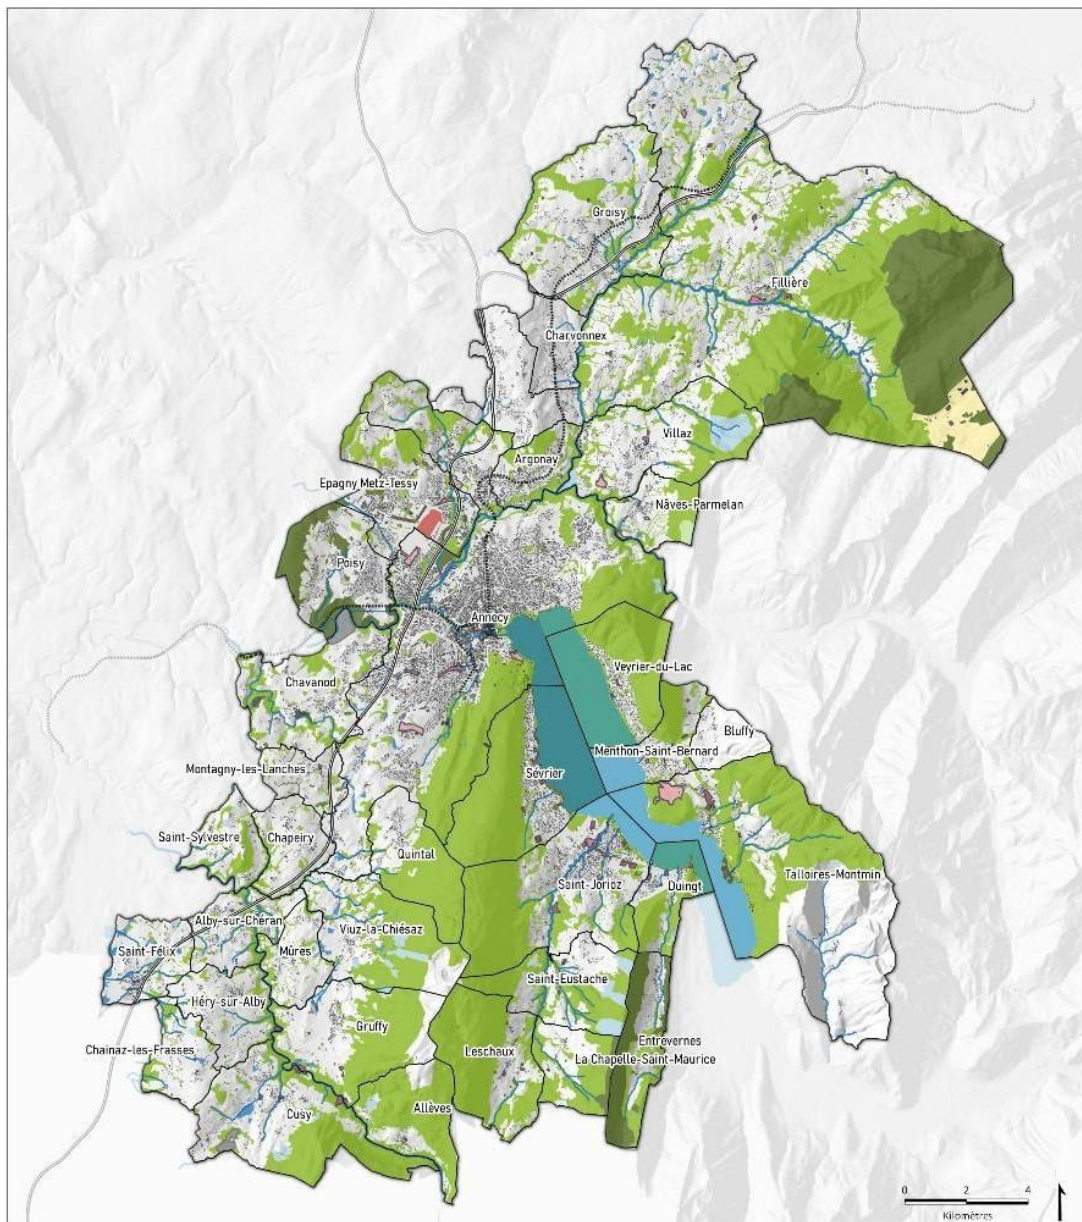 Groisy
Fillière
Charvonnex
Villaz
Argonay
Epagny Metz-Tessy
Nâves-Parmelan
Poisy
Annecy
Veyrier-du-Lac
Chavanod
Bluffy
Menthon-Saint-Bernard
Montagny-les-Lanches
Sévrier
Saint-Sylvestre
Chapeiry
Quintal
Talloires-Montmin
Saint-Jorioz
Duingt
Alby-sur-Chéran
Viuz-la-Chiésaz
Saint-Félix
Mûres
Saint-Eustache
Héry-sur-Alby
Gruffy
Entrevernes
Chainaz-les-Frasses
Leschaux
La Chapelle-Saint-Maurice
Allèves
Cusy
0 2 4
Kilomètres